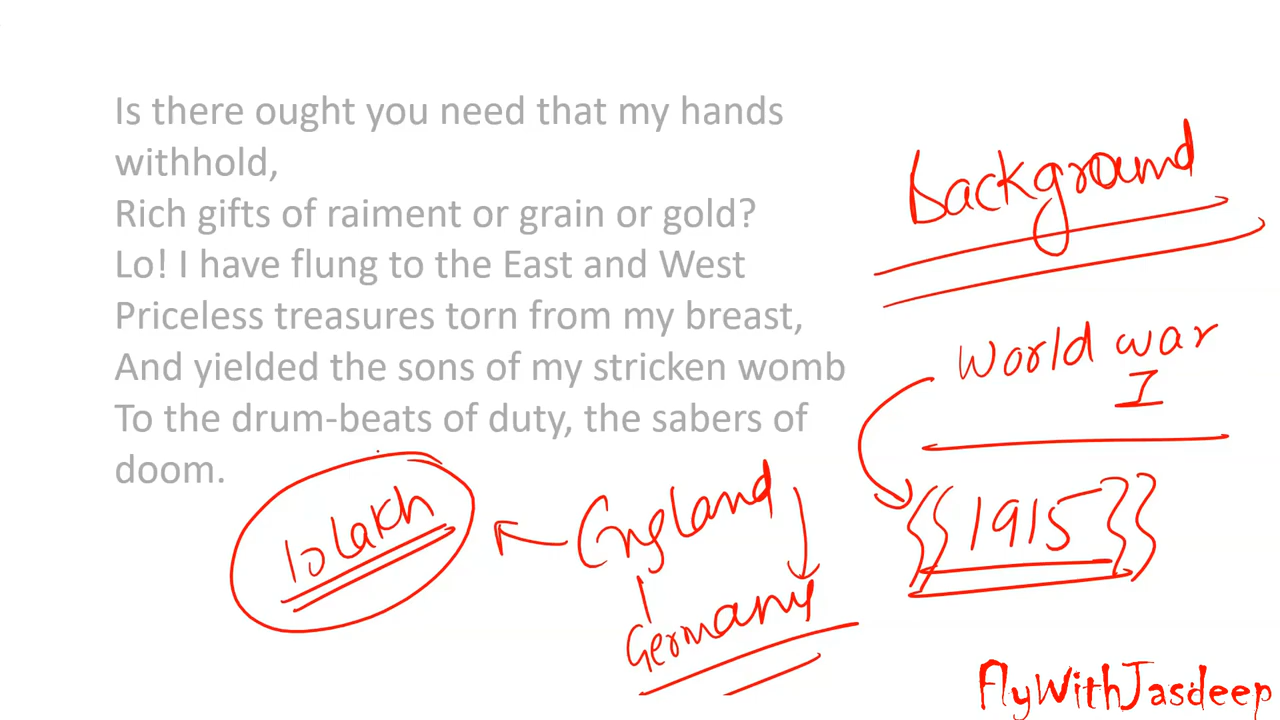 Is there ought you need that my hands
withhold,
Rich gifts of raiment or grain or gold?
Lo! I have flung to the East and West
Priceless treasures torn from my breast,
And yielded the sons of my stricken womb
To the drum-beats of duty, the sabers of
doom.
Background
World war
I
{{1915}}
England
10 lakh
Germany
FlyWithJasdeep